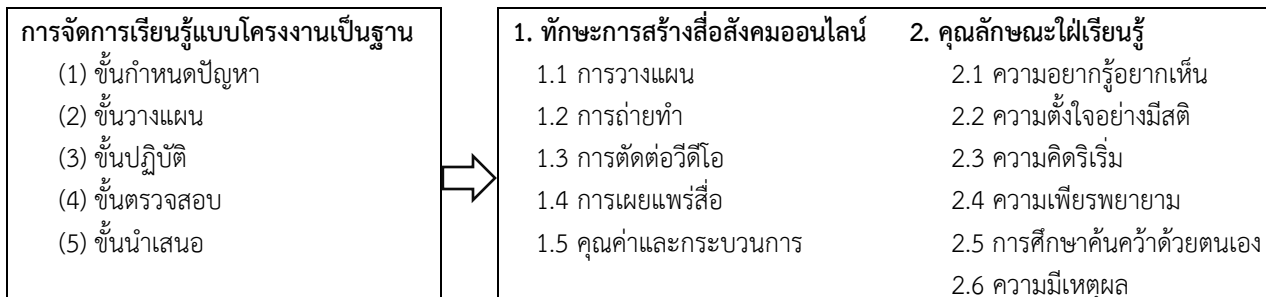 การจัดการเรียนรู้แบบโครงงานเป็นฐาน
(1) ขั้นกำหนดปัญหา
(2) ขั้นวางแผน
(3) ขั้นปฏิบัติ
(4) ขั้นตรวจสอบ
(5) ขั้นนำเสนอ
1. ทักษะการสร้างสื่อสังคมออนไลน์
1.1 การวางแผน
1.2 การถ่ายทำ
1.3 การตัดต่อวีดีโอ
1.4 การเผยแพร่สื่อ
1.5 คุณค่าและกระบวนการ
2. คุณลักษณะใฝ่เรียนรู้
2.1 ความอยากรู้อยากเห็น
2.2 ความตั้งใจอย่างมีสติ
2.3 ความคิดริเริ่ม
2.4 ความเพียรพยายาม
2.5 การศึกษาค้นคว้าด้วยตนเอง
2.6 ความมีเหตุผล